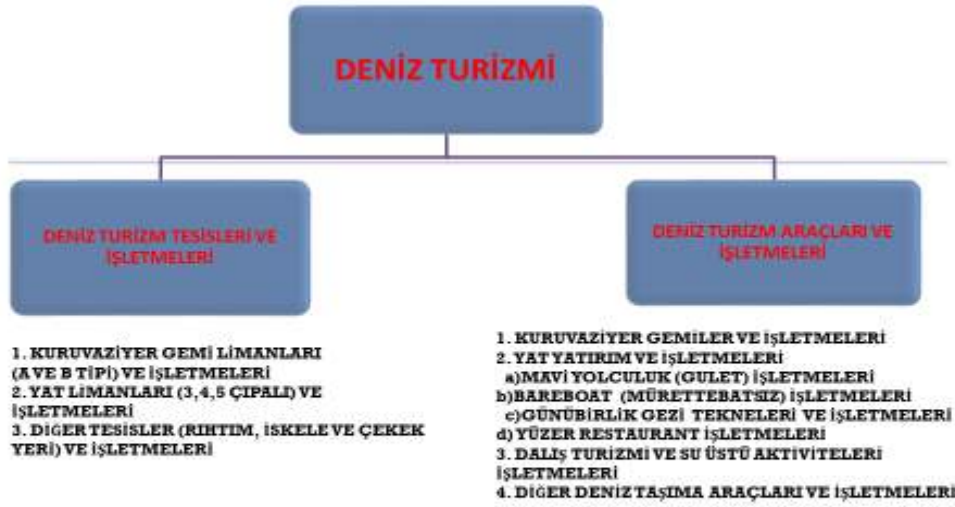 DENİZ TURİZMİ
DENİZ TURİZM TESİSLERİ VE
İŞLETMELERİ
1. KURUVAZİYER GEMİ LİMANLARI
(A VE B TİPİ) VE İŞLETMELERİ
2. YAT LİMANLARI (3,4,5 ÇIPALI) VE
İŞLETMELERİ
3. DİĞER TESİSLER (RIHTIM, İSKELE VE ÇEKEK
YERİ) VE İŞLETMELERİ
DENİZ TURİZM ARAÇLARI VE
İŞLETMELERİ
1. KURUVAZİYER GEMİLER VE İŞLETMELERİ
2. YAT YATIRIM VE İŞLETMELERİ
a)MAVİ YOLCULUK (GULET) İŞLETMELERİ
b)BAREBOAT (MÜRETTEBATSIZ) İŞLETMELERİ
c)GÜNÜBİRLİK GEZİ TEKNELERİ VE İŞLETMELERİ
d) YÜZER RESTAURANT İŞLETMELERİ
3. DALIŞ TURİZMİ VE SU ÜSTÜ AKTİVİTELERİ
İŞLETMELERİ
4. DİĞER DENİZ TAŞIMA ARAÇLARI VE İŞLETMELERİ